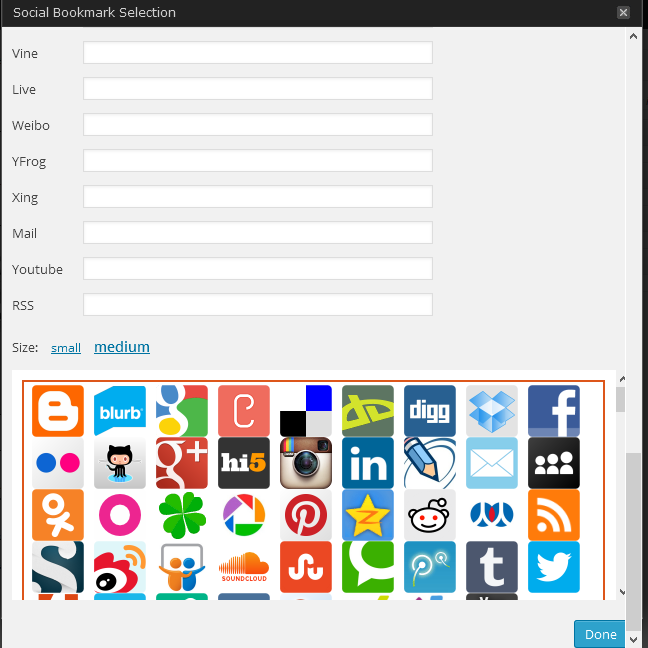 Social Bookmark Selection
Vine
Live
Weibo
YFrog
Xing
Mail
Youtube
RSS
Size: small medium
blurb
digg
hi5
in
SOUNDCLOUD
Done